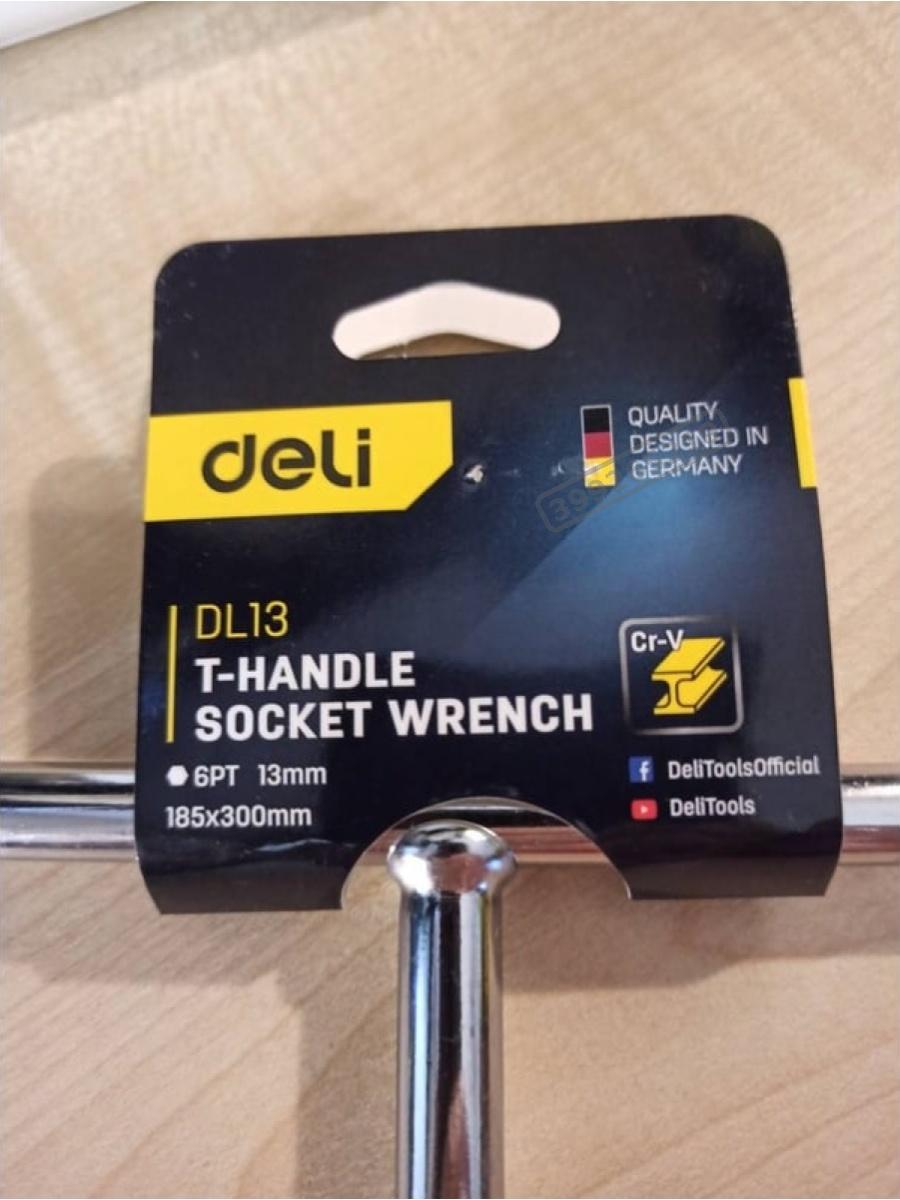 deli
QUALITY
DESIGNED IN
GERMANY
DL13
T-HANDLE
SOCKET WRENCH
Cr-V
6PT 13mm
185x300mm
DeliToolsOfficial
DeliTools